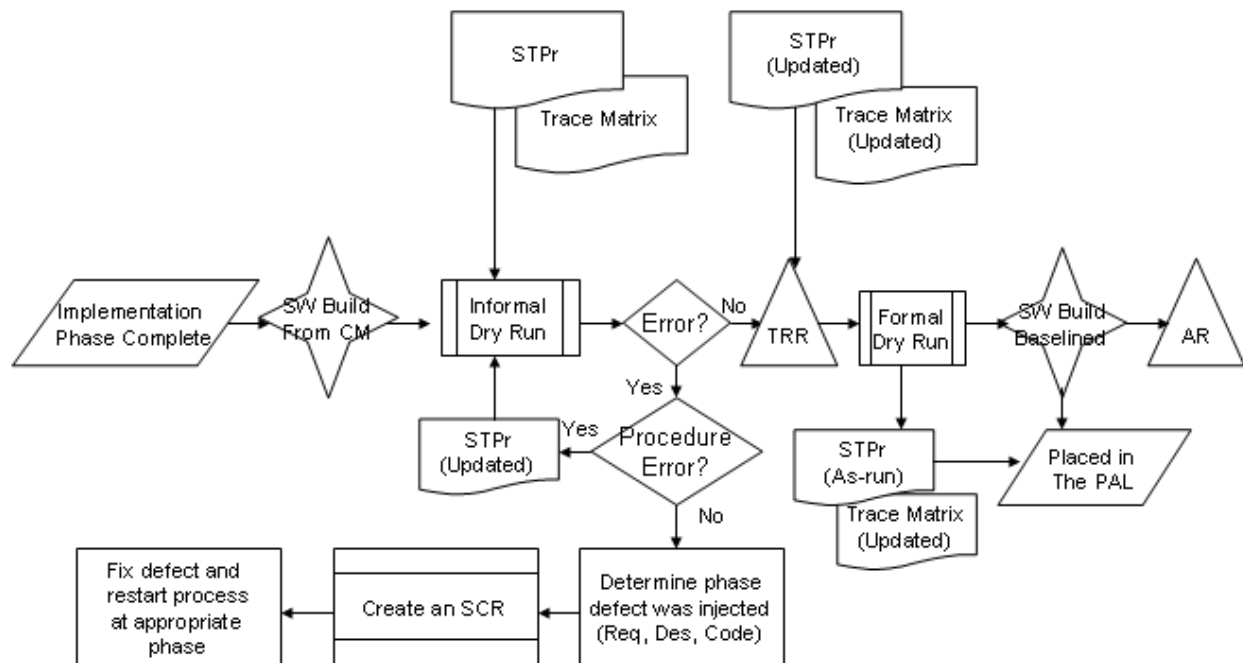 STPr
Trace Matrix
STPr
(Updated)
Trace Matrix
(Updated)
Implementation
Phase Complete
SW Build
From CM
Informal
Dry Run
Error?
No
TRR
Formal
Dry Run
SW Build
Baselined
AR
Yes
STPr
(Updated)
Yes
Procedure
Error?
No
STPr
(As-run)
Trace Matrix
(Updated)
Placed in
The PAL
Fix defect and
restart process
at appropriate
phase
Create an SCR
Determine phase
defect was injected
(Req, Des, Code)